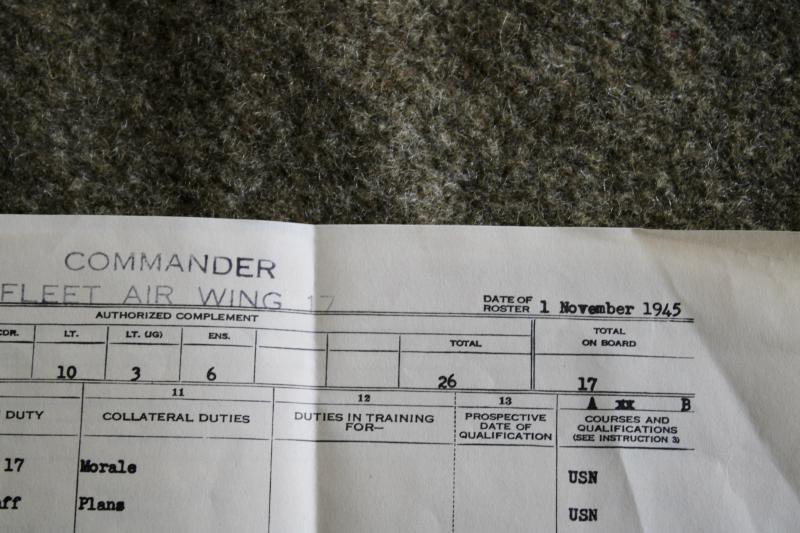 COMMANDER
FLEET AIR WING 17
DATE OF ROSTER 1 November 1945
AUTHORIZED COMPLEMENT
CDR. LT. LT. (JG) ENS. TOTAL TOTAL ON BOARD
10 3 6 26 17
11 12 13 A xx B
DUTY COLLATERAL DUTIES DUTIES IN TRAINING FOR— PROSPECTIVE DATE OF QUALIFICATION COURSES AND QUALIFICATIONS (SEE INSTRUCTION 3)
17 Morale USN
ff Plans USN